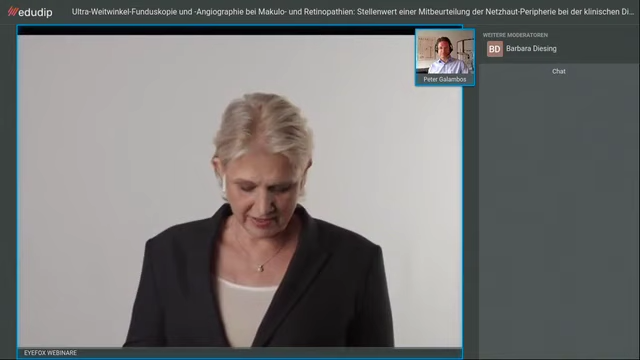 edudip
Ultra-Weitwinkel-Funduskopie und -Angiographie bei Makulo- und Retinopathien: Stellenwert einer Mitbeurteilung der Netzhaut-Peripherie bei der klinischen Di...
Peter Galambos
WEITERE MODERATOREN
BD Barbara Diesing
Chat
EYEFOX WEBINARE